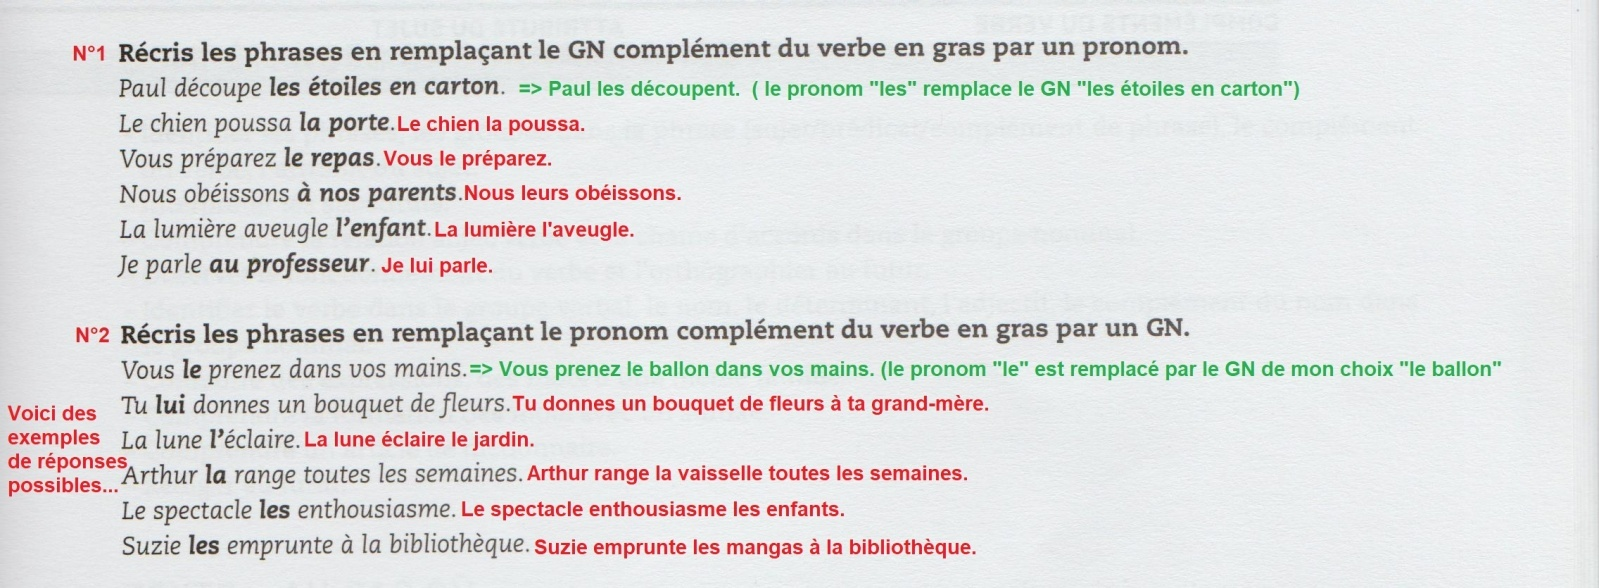 N°1 Récris les phrases en remplaçant le GN complément du verbe en gras par un pronom.
Paul découpe les étoiles en carton. => Paul les découpent. ( le pronom "les" remplace le GN "les étoiles en carton")
Le chien poussa la porte. Le chien la poussa.
Vous préparez le repas. Vous le préparez.
Nous obéissons à nos parents. Nous leurs obéissons.
La lumière aveugle l'enfant. La lumière l'aveugle.
Je parle au professeur. Je lui parle.
N°2 Récris les phrases en remplaçant le pronom complément du verbe en gras par un GN.
Vous le prenez dans vos mains. => Vous prenez le ballon dans vos mains. (le pronom "le" est remplacé par le GN de mon choix "le ballon"
Voici des
exemples
de réponses
possibles...
Tu lui donnes un bouquet de fleurs. Tu donnes un bouquet de fleurs à ta grand-mère.
La lune l'éclaire. La lune éclaire le jardin.
Arthur la range toutes les semaines. Arthur range la vaisselle toutes les semaines.
Le spectacle les enthousiasme. Le spectacle enthousiasme les enfants.
Suzie les emprunte à la bibliothèque. Suzie emprunte les mangas à la bibliothèque.